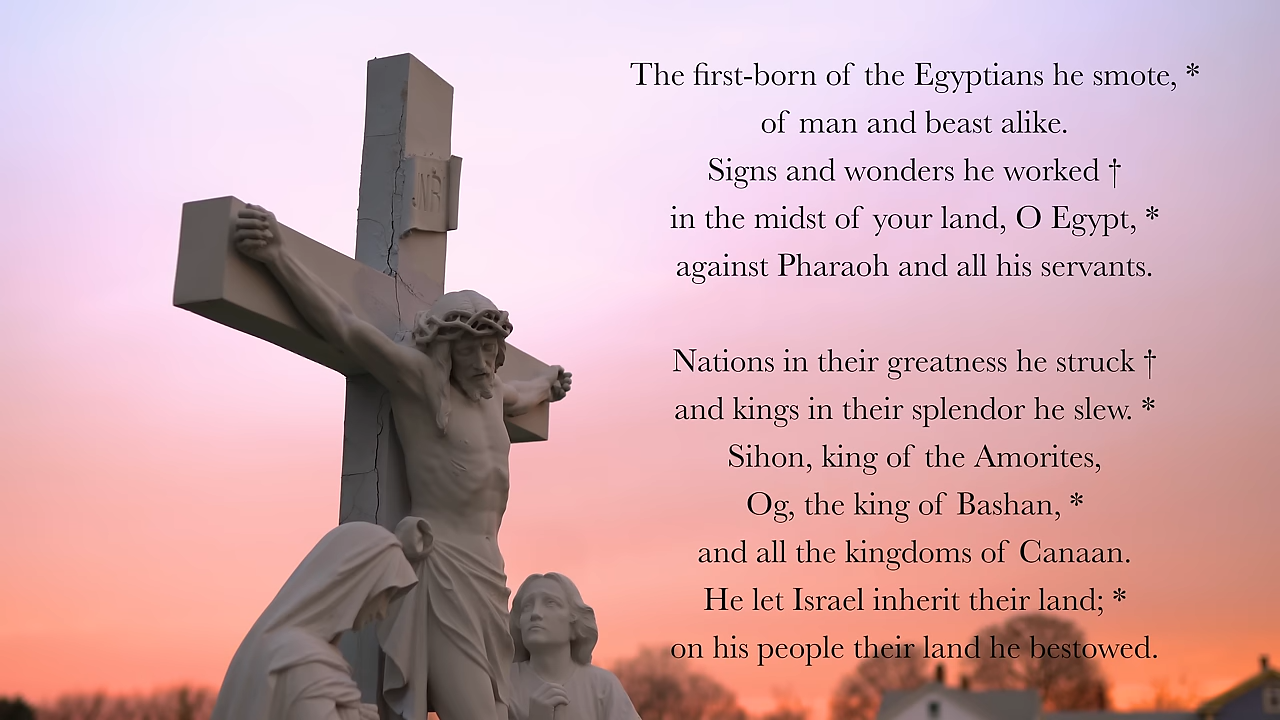 INRI
The first-born of the Egyptians he smote, *
of man and beast alike.
Signs and wonders he worked †
in the midst of your land, O Egypt, *
against Pharaoh and all his servants.
Nations in their greatness he struck †
and kings in their splendor he slew. *
Sihon, king of the Amorites,
Og, the king of Bashan, *
and all the kingdoms of Canaan.
He let Israel inherit their land; *
on his people their land he bestowed.